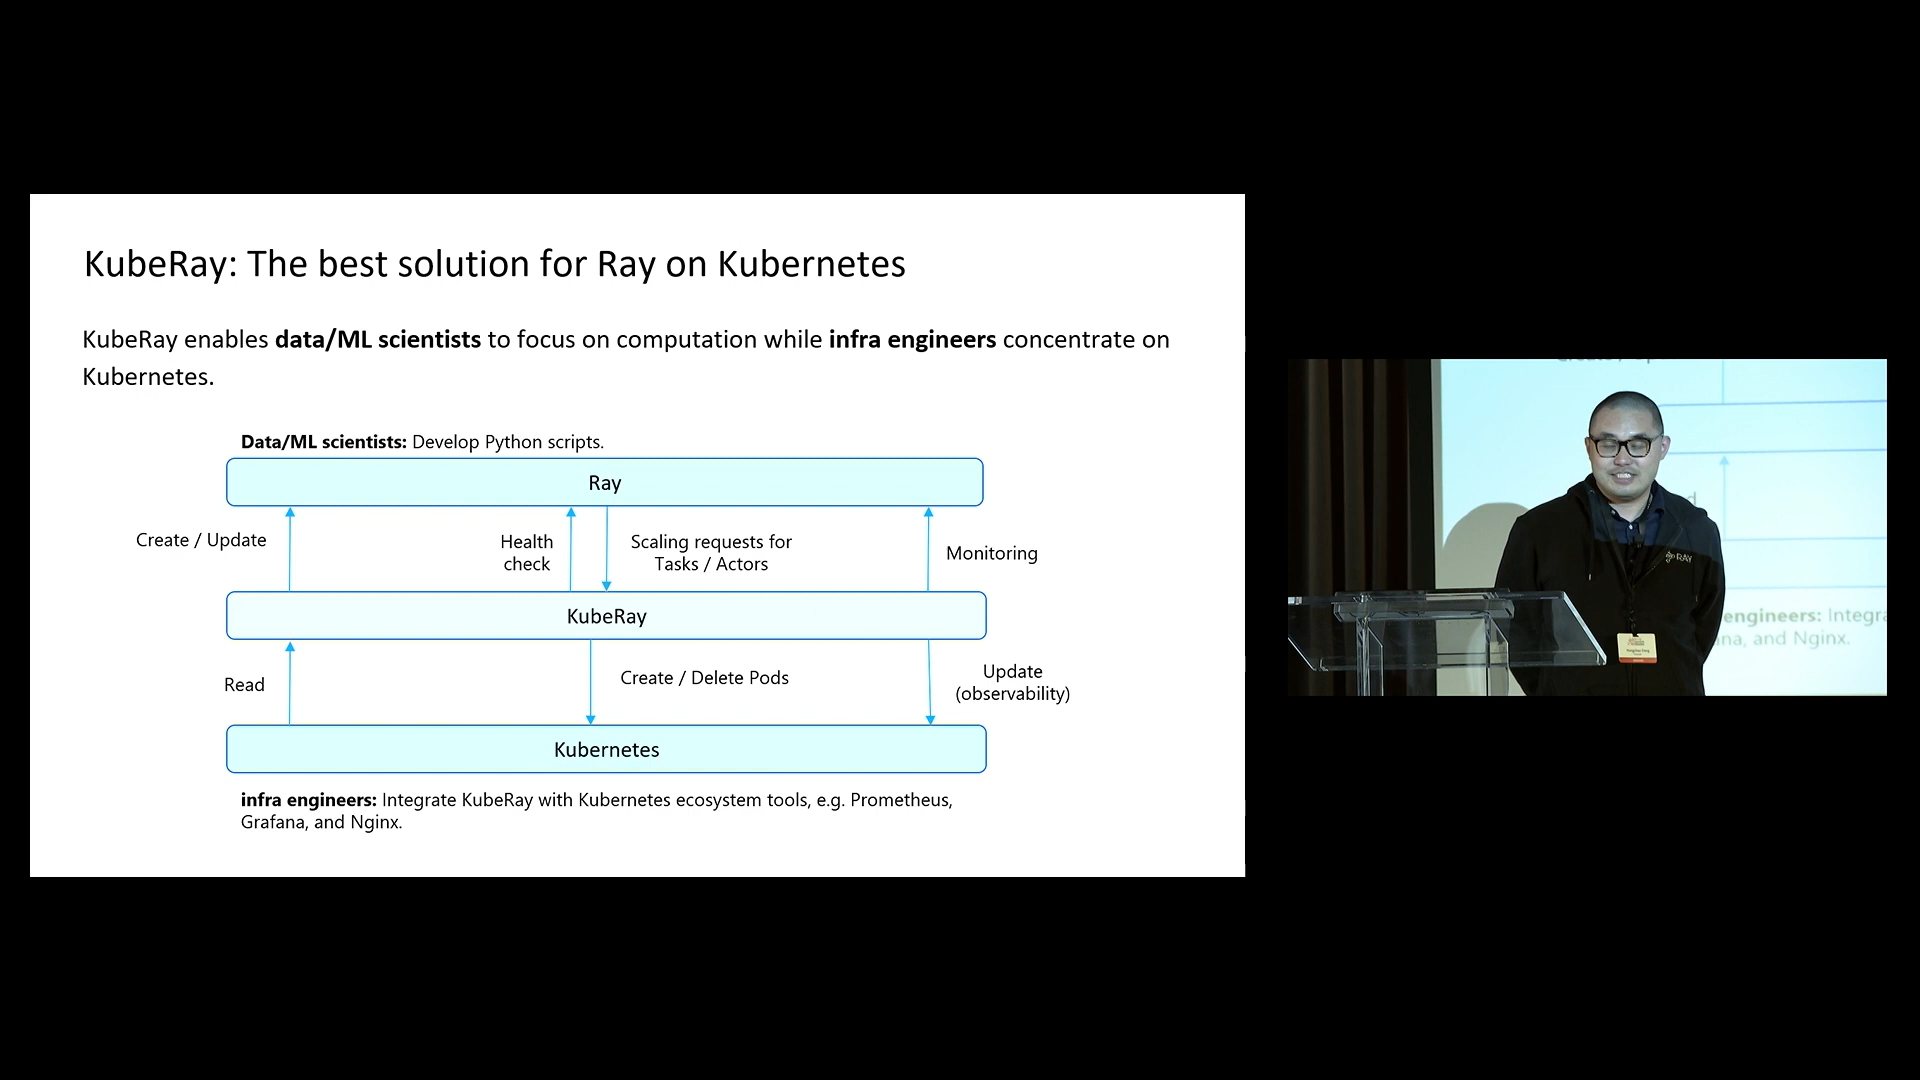 KubeRay: The best solution for Ray on Kubernetes
KubeRay enables data/ML scientists to focus on computation while infra engineers concentrate on
Kubernetes.
Data/ML scientists: Develop Python scripts.
Ray
Create / Update
Health
check
Scaling requests for
Tasks / Actors
Monitoring
KubeRay
Read
Create / Delete Pods
Update
(observability)
Kubernetes
infra engineers: Integrate KubeRay with Kubernetes ecosystem tools, e.g. Prometheus,
Grafana, and Nginx.
RAY
engineers: Integra
and Nginx.